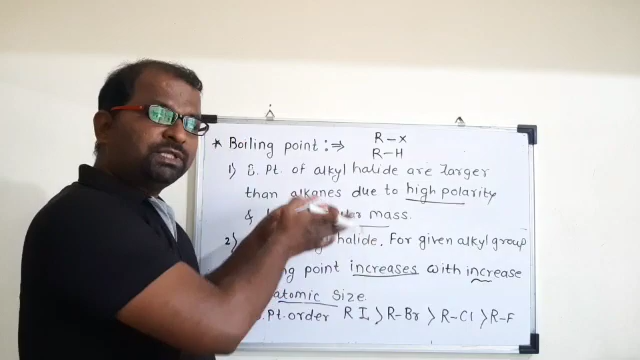 * Boiling point :⇒ R – X
R – H
1) B. Pt. of alkyl halide are larger
than alkanes due to high polarity
& mass.
2) halide. For given alkyl group
point increases with increase
atomic size.
Pt. order R I > R–Br > R–Cl > R–F